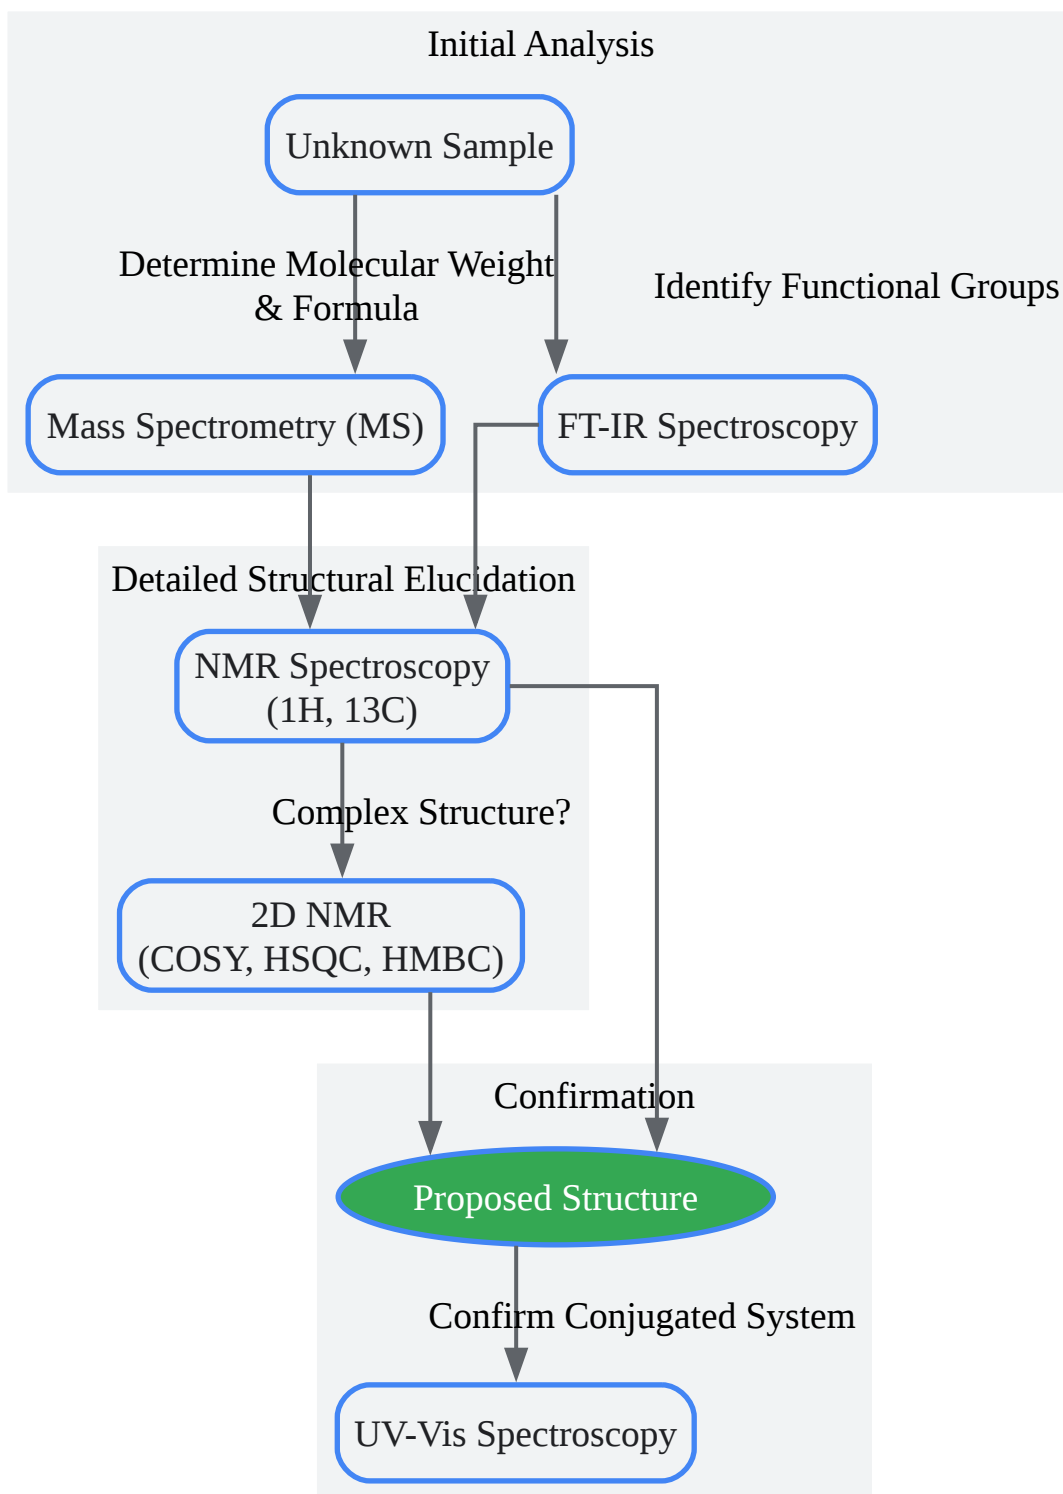 Initial Analysis
Unknown Sample
Determine Molecular Weight
& Formula
Identify Functional Groups
Mass Spectrometry (MS)
FT-IR Spectroscopy
Detailed Structural Elucidation
NMR Spectroscopy
(1H, 13C)
Complex Structure?
2D NMR
(COSY, HSQC, HMBC)
Confirmation
Proposed Structure
Confirm Conjugated System
UV-Vis Spectroscopy